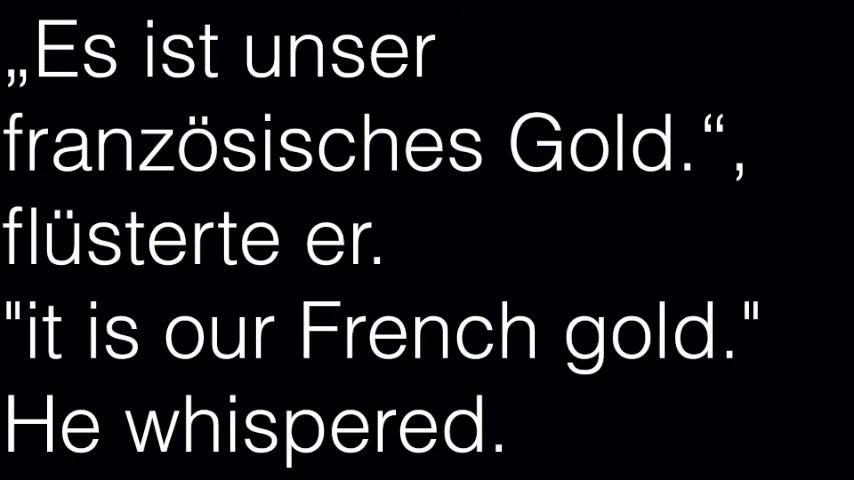 „Es ist unser
französisches Gold.“,
flüsterte er.
"it is our French gold."
He whispered.